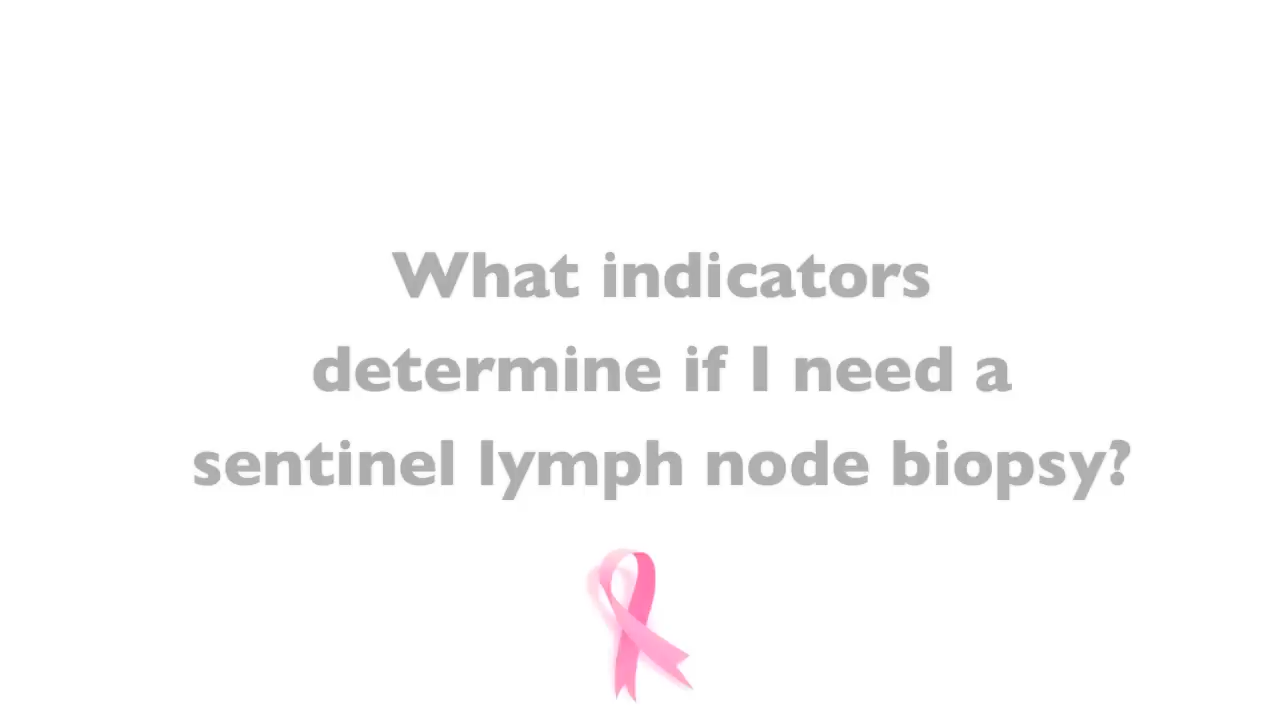 What indicators
determine if I need a
sentinel lymph node biopsy?